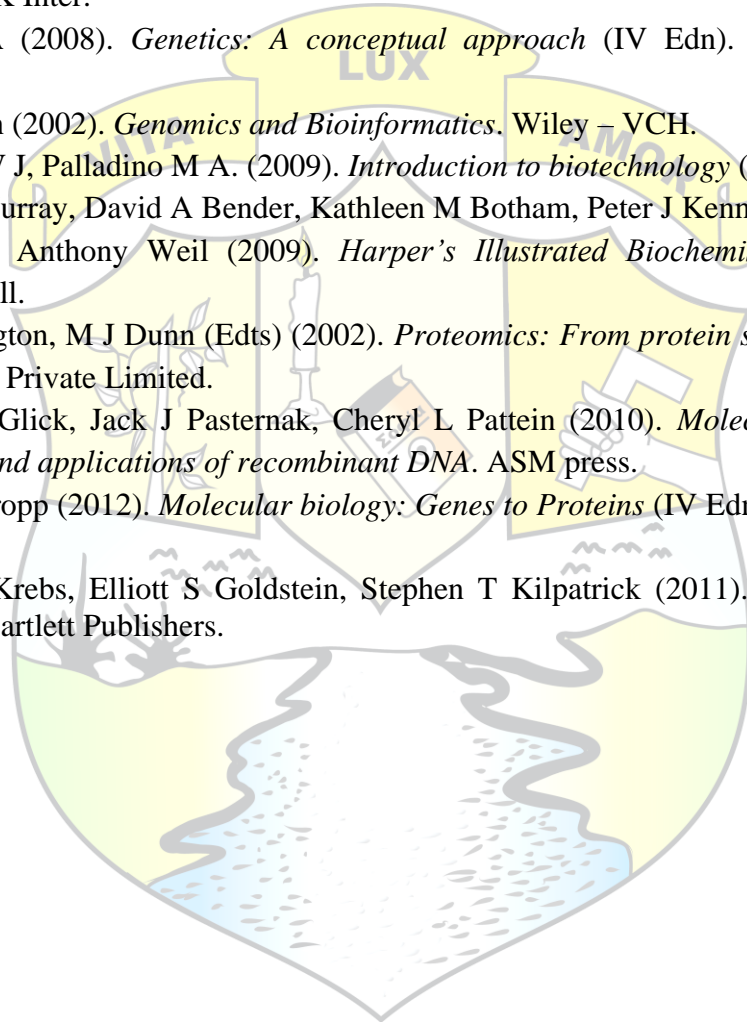 LUX
VITA
AMOR
A (2008). Genetics: A conceptual approach (IV Edn).
(2002). Genomics and Bioinformatics. Wiley – VCH.
J, Palladino M A. (2009). Introduction to biotechnology (
urray, David A Bender, Kathleen M Botham, Peter J Kenn
Anthony Weil (2009). Harper's Illustrated Biochemi
ll.
gton, M J Dunn (Edts) (2002). Proteomics: From protein s
Private Limited.
Glick, Jack J Pasternak, Cheryl L Pattein (2010). Molec
nd applications of recombinant DNA. ASM press.
ropp (2012). Molecular biology: Genes to Proteins (IV Edn
Krebs, Elliott S Goldstein, Stephen T Kilpatrick (2011).
artlett Publishers.